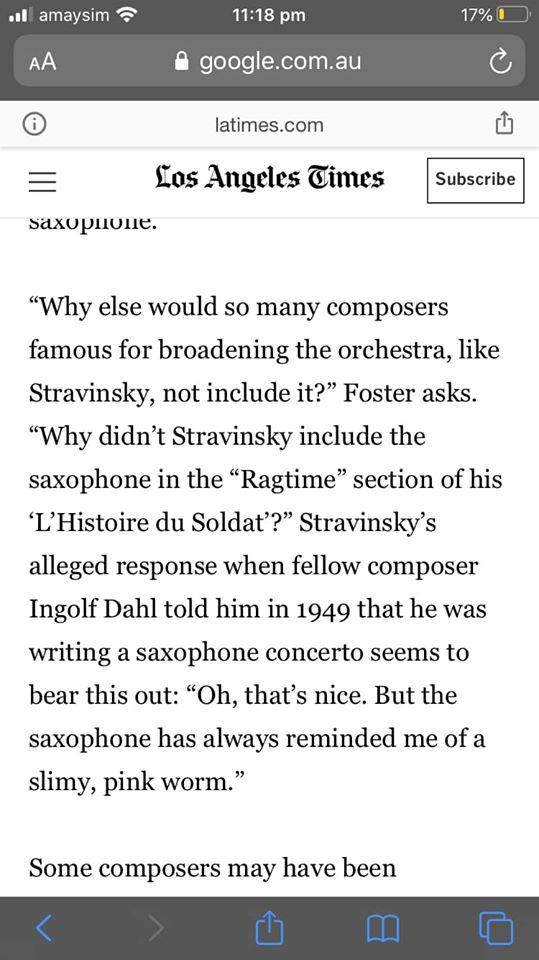 amaysim 11:18 pm 17%
AA google.com.au
latimes.com
Los Angeles Times Subscribe
saxophone.
“Why else would so many composers
famous for broadening the orchestra, like
Stravinsky, not include it?” Foster asks.
“Why didn’t Stravinsky include the
saxophone in the “Ragtime” section of his
‘L’Histoire du Soldat’?” Stravinsky’s
alleged response when fellow composer
Ingolf Dahl told him in 1949 that he was
writing a saxophone concerto seems to
bear this out: “Oh, that’s nice. But the
saxophone has always reminded me of a
slimy, pink worm.”
Some composers may have been